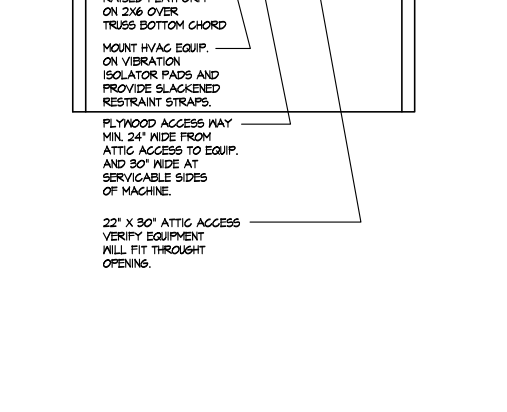 ON 2X6 OVER
TRUSS BOTTOM CHORD
MOUNT HVAC EQUIP.
ON VIBRATION
ISOLATOR PADS AND
PROVIDE SLACKENED
RESTRAINT STRAPS.
PLYWOOD ACCESS WAY
MIN. 24" WIDE FROM
ATTIC ACCESS TO EQUIP.
AND 30" WIDE AT
SERVICABLE SIDES
OF MACHINE.
22" X 30" ATTIC ACCESS
VERIFY EQUIPMENT
WILL FIT THROUGHT
OPENING.